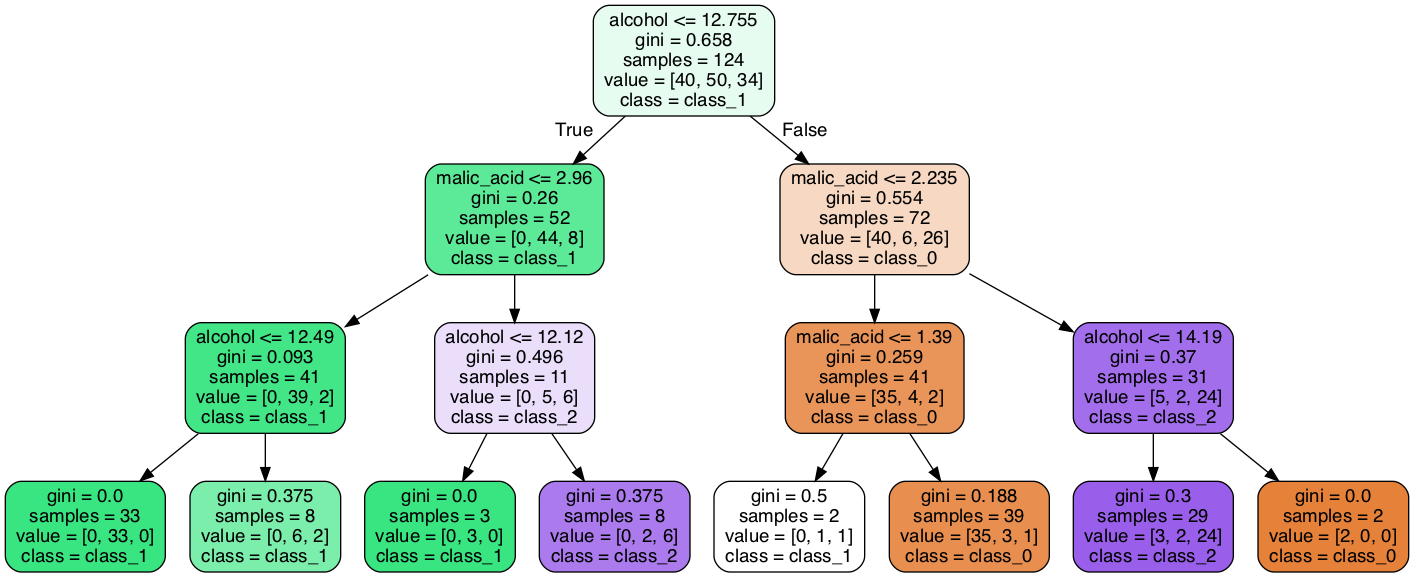 alcohol <= 12.755
gini = 0.658
samples = 124
value = [40, 50, 34]
class = class_1
True
False
malic_acid <= 2.96
gini = 0.26
samples = 52
value = [0, 44, 8]
class = class_1
malic_acid <= 2.235
gini = 0.554
samples = 72
value = [40, 6, 26]
class = class_0
alcohol <= 12.49
gini = 0.093
samples = 41
value = [0, 39, 2]
class = class_1
alcohol <= 12.12
gini = 0.496
samples = 11
value = [0, 5, 6]
class = class_2
malic_acid <= 1.39
gini = 0.259
samples = 41
value = [35, 4, 2]
class = class_0
alcohol <= 14.19
gini = 0.37
samples = 31
value = [5, 2, 24]
class = class_2
gini = 0.0
samples = 33
value = [0, 33, 0]
class = class_1
gini = 0.375
samples = 8
value = [0, 6, 2]
class = class_1
gini = 0.0
samples = 3
value = [0, 3, 0]
class = class_1
gini = 0.375
samples = 8
value = [0, 2, 6]
class = class_2
gini = 0.5
samples = 2
value = [0, 1, 1]
class = class_1
gini = 0.188
samples = 39
value = [35, 3, 1]
class = class_0
gini = 0.3
samples = 29
value = [3, 2, 24]
class = class_2
gini = 0.0
samples = 2
value = [2, 0, 0]
class = class_0